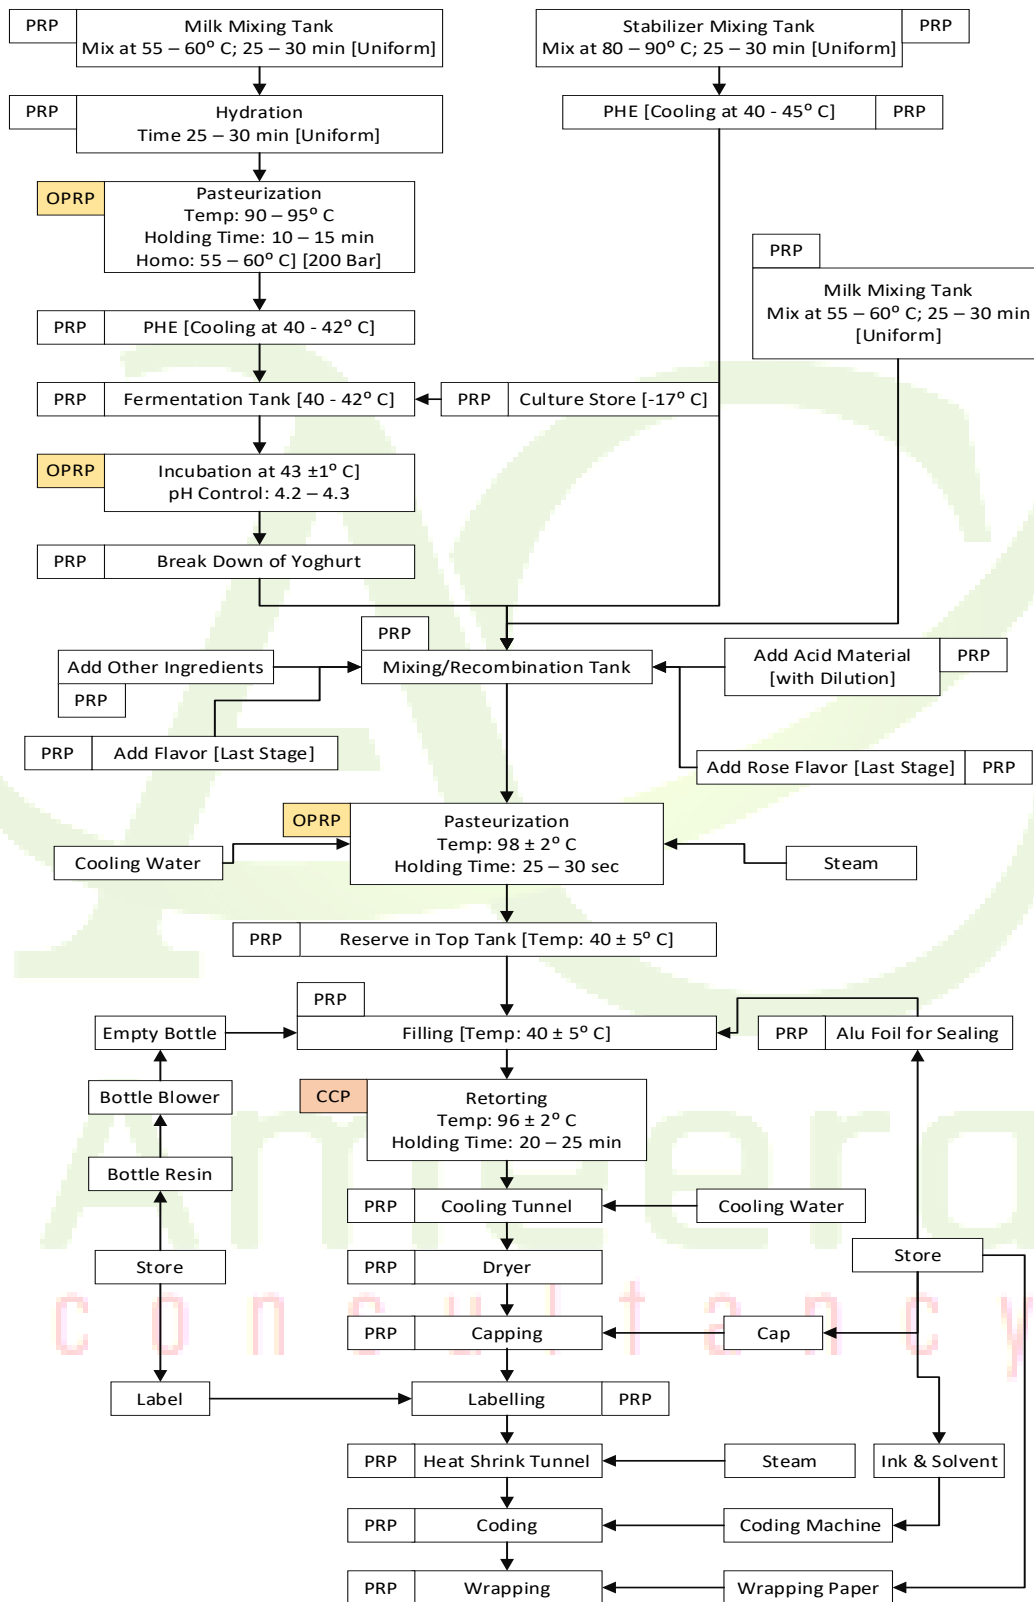 PRP
Milk Mixing Tank
Mix at 55 – 60° C; 25 – 30 min [Uniform]
Stabilizer Mixing Tank
Mix at 80 – 90° C; 25 – 30 min [Uniform]
PRP
PRP
Hydration
Time 25 – 30 min [Uniform]
PHE [Cooling at 40 - 45° C]
PRP
OPRP
Pasteurization
Temp: 90 – 95° C
Holding Time: 10 – 15 min
Homo: 55 – 60° C] [200 Bar]
PRP
Milk Mixing Tank
Mix at 55 – 60° C; 25 – 30 min
[Uniform]
PRP
PHE [Cooling at 40 - 42° C]
PRP
Fermentation Tank [40 - 42° C]
PRP
Culture Store [-17° C]
OPRP
Incubation at 43 ±1° C]
pH Control: 4.2 – 4.3
PRP
Break Down of Yoghurt
PRP
Mixing/Recombination Tank
Add Other Ingredients
PRP
Add Acid Material
[with Dilution]
PRP
PRP
Add Flavor [Last Stage]
Add Rose Flavor [Last Stage]
PRP
OPRP
Pasteurization
Temp: 98 ± 2° C
Holding Time: 25 – 30 sec
Cooling Water
Steam
PRP
Reserve in Top Tank [Temp: 40 ± 5° C]
PRP
Empty Bottle
Filling [Temp: 40 ± 5° C]
PRP
Alu Foil for Sealing
CCP
Retorting
Temp: 96 ± 2° C
Holding Time: 20 – 25 min
Bottle Blower
Bottle Resin
PRP
Cooling Tunnel
Cooling Water
Store
PRP
Dryer
Store
PRP
Capping
Cap
Label
Labelling
PRP
PRP
Heat Shrink Tunnel
Steam
Ink & Solvent
PRP
Coding
Coding Machine
PRP
Wrapping
Wrapping Paper
Ameera
consultancy